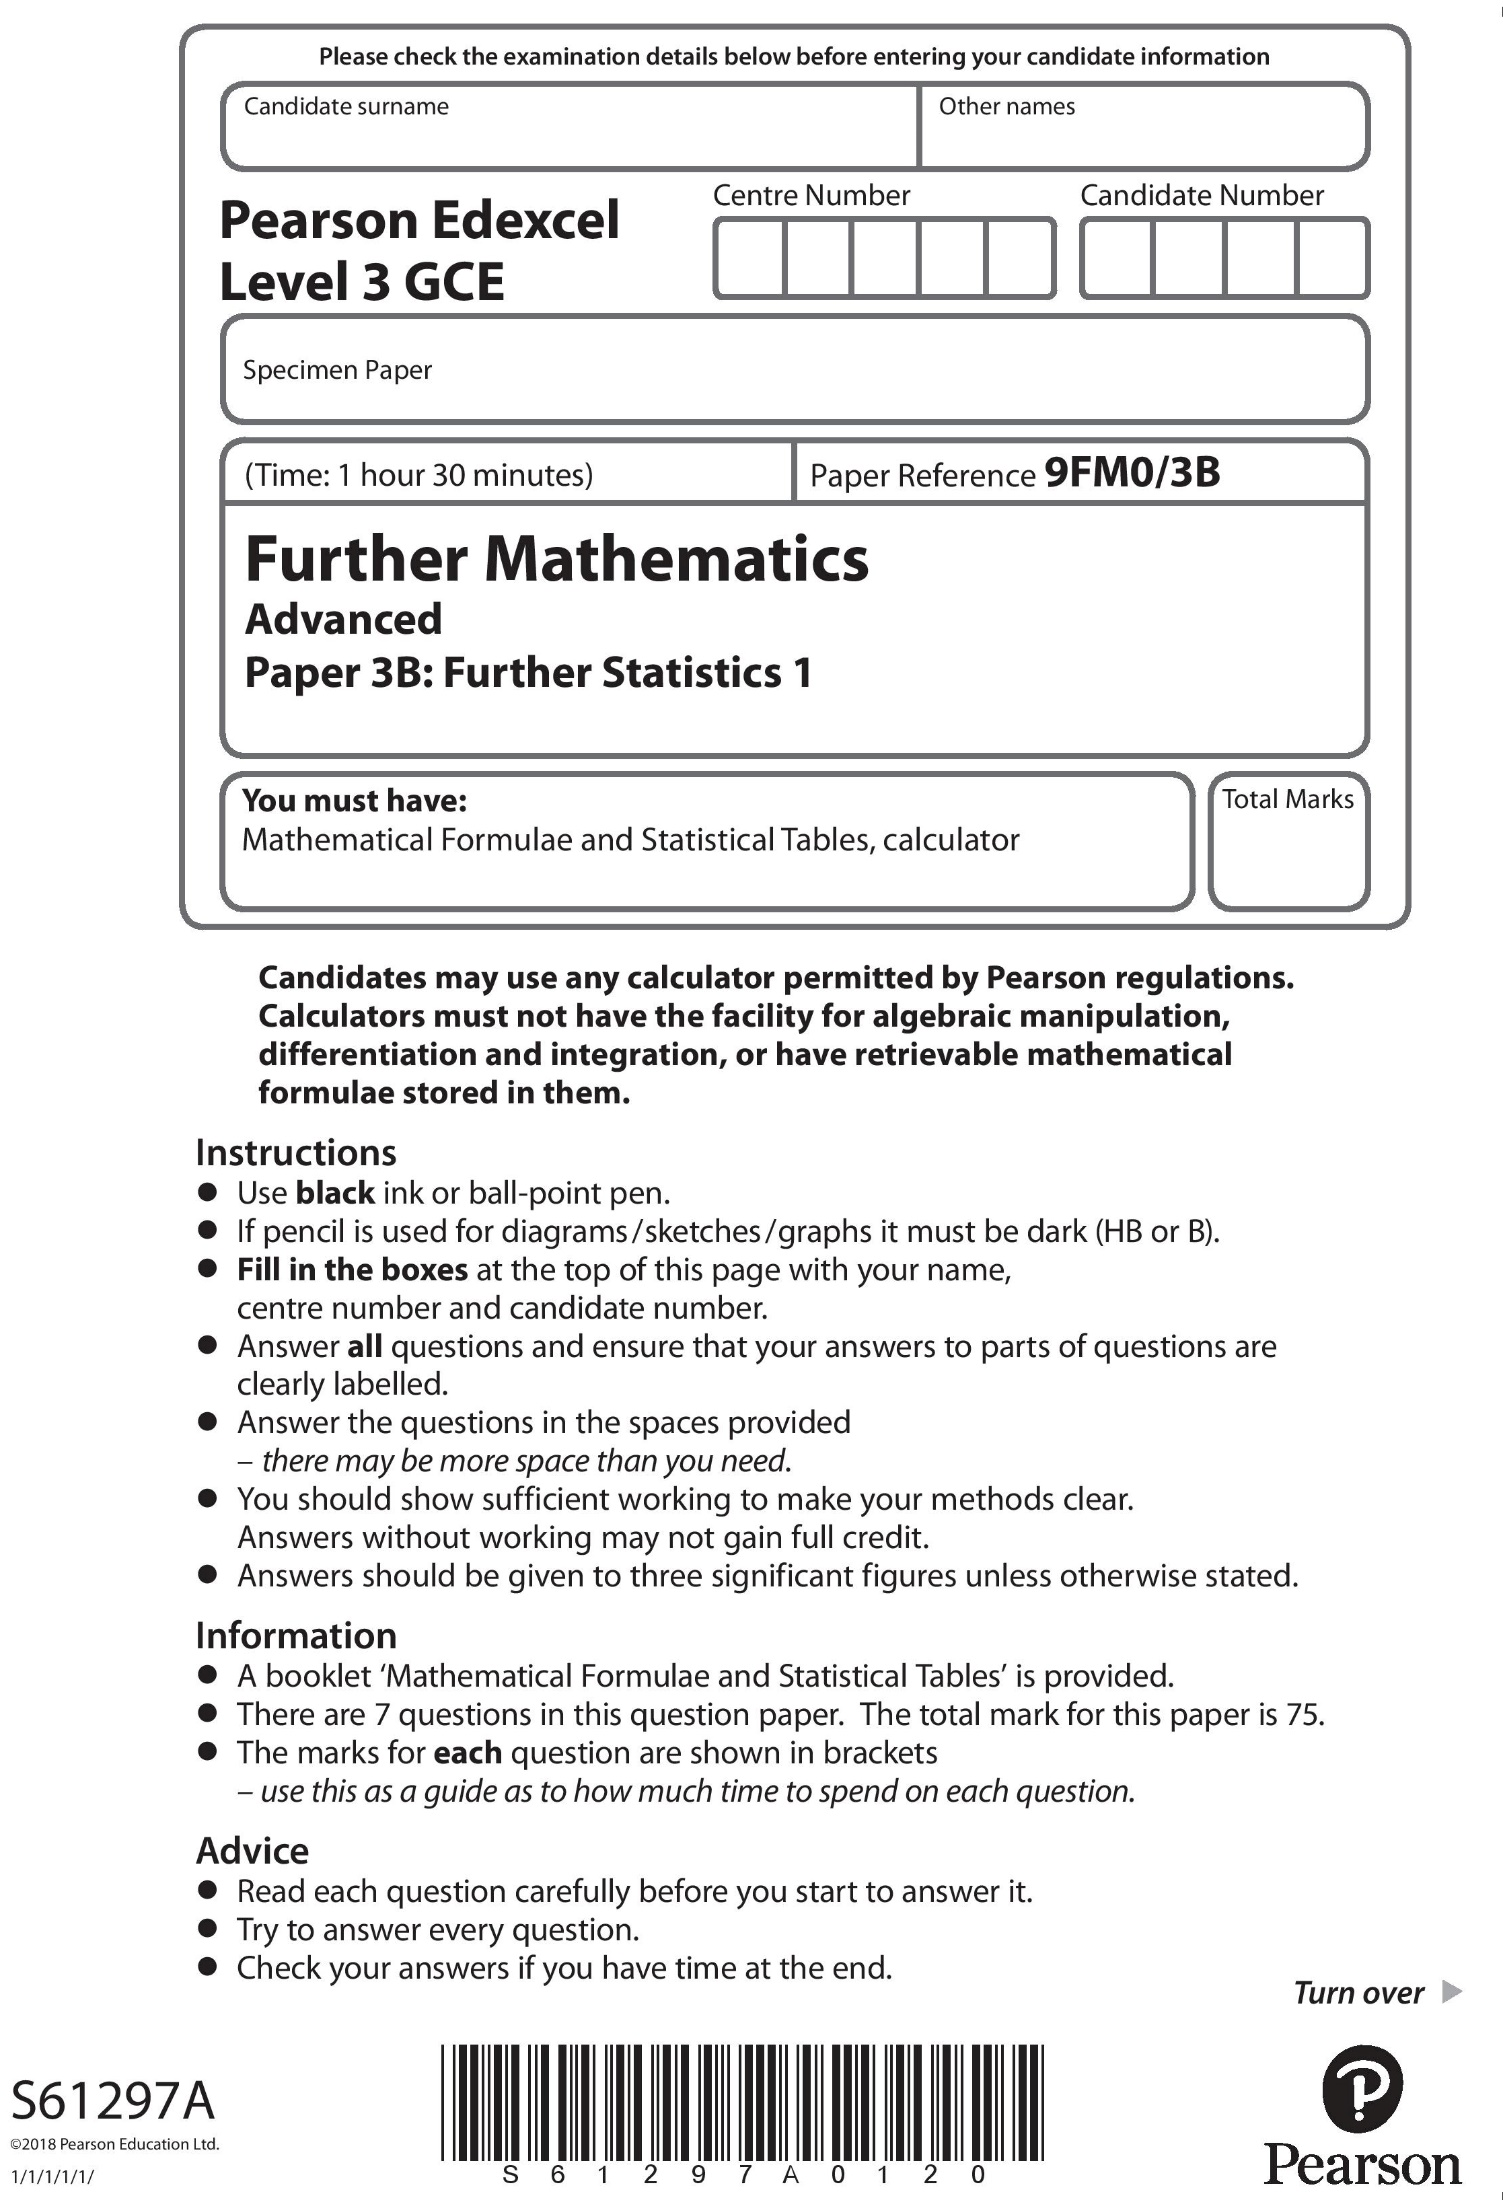 Please check the examination details below before entering your candidate information
Candidate surname
Other names
Pearson Edexcel
Level 3 GCE
Centre Number
Candidate Number
Specimen Paper
(Time: 1 hour 30 minutes)
Paper Reference 9FM0/3B
Further Mathematics
Advanced
Paper 3B: Further Statistics 1
You must have:
Mathematical Formulae and Statistical Tables, calculator
Total Marks
Candidates may use any calculator permitted by Pearson regulations.
Calculators must not have the facility for algebraic manipulation,
differentiation and integration, or have retrievable mathematical
formulae stored in them.
Instructions
● Use black ink or ball-point pen.
● If pencil is used for diagrams/sketches/graphs it must be dark (HB or B).
● Fill in the boxes at the top of this page with your name,
centre number and candidate number.
● Answer all questions and ensure that your answers to parts of questions are
clearly labelled.
● Answer the questions in the spaces provided
– there may be more space than you need.
● You should show sufficient working to make your methods clear.
Answers without working may not gain full credit.
● Answers should be given to three significant figures unless otherwise stated.
Information
● A booklet ‘Mathematical Formulae and Statistical Tables’ is provided.
● There are 7 questions in this question paper. The total mark for this paper is 75.
● The marks for each question are shown in brackets
– use this as a guide as to how much time to spend on each question.
Advice
● Read each question carefully before you start to answer it.
● Try to answer every question.
● Check your answers if you have time at the end.
Turn over
S61297A
©2018 Pearson Education Ltd.
1/1/1/1/1/
S61297A0120
Pearson